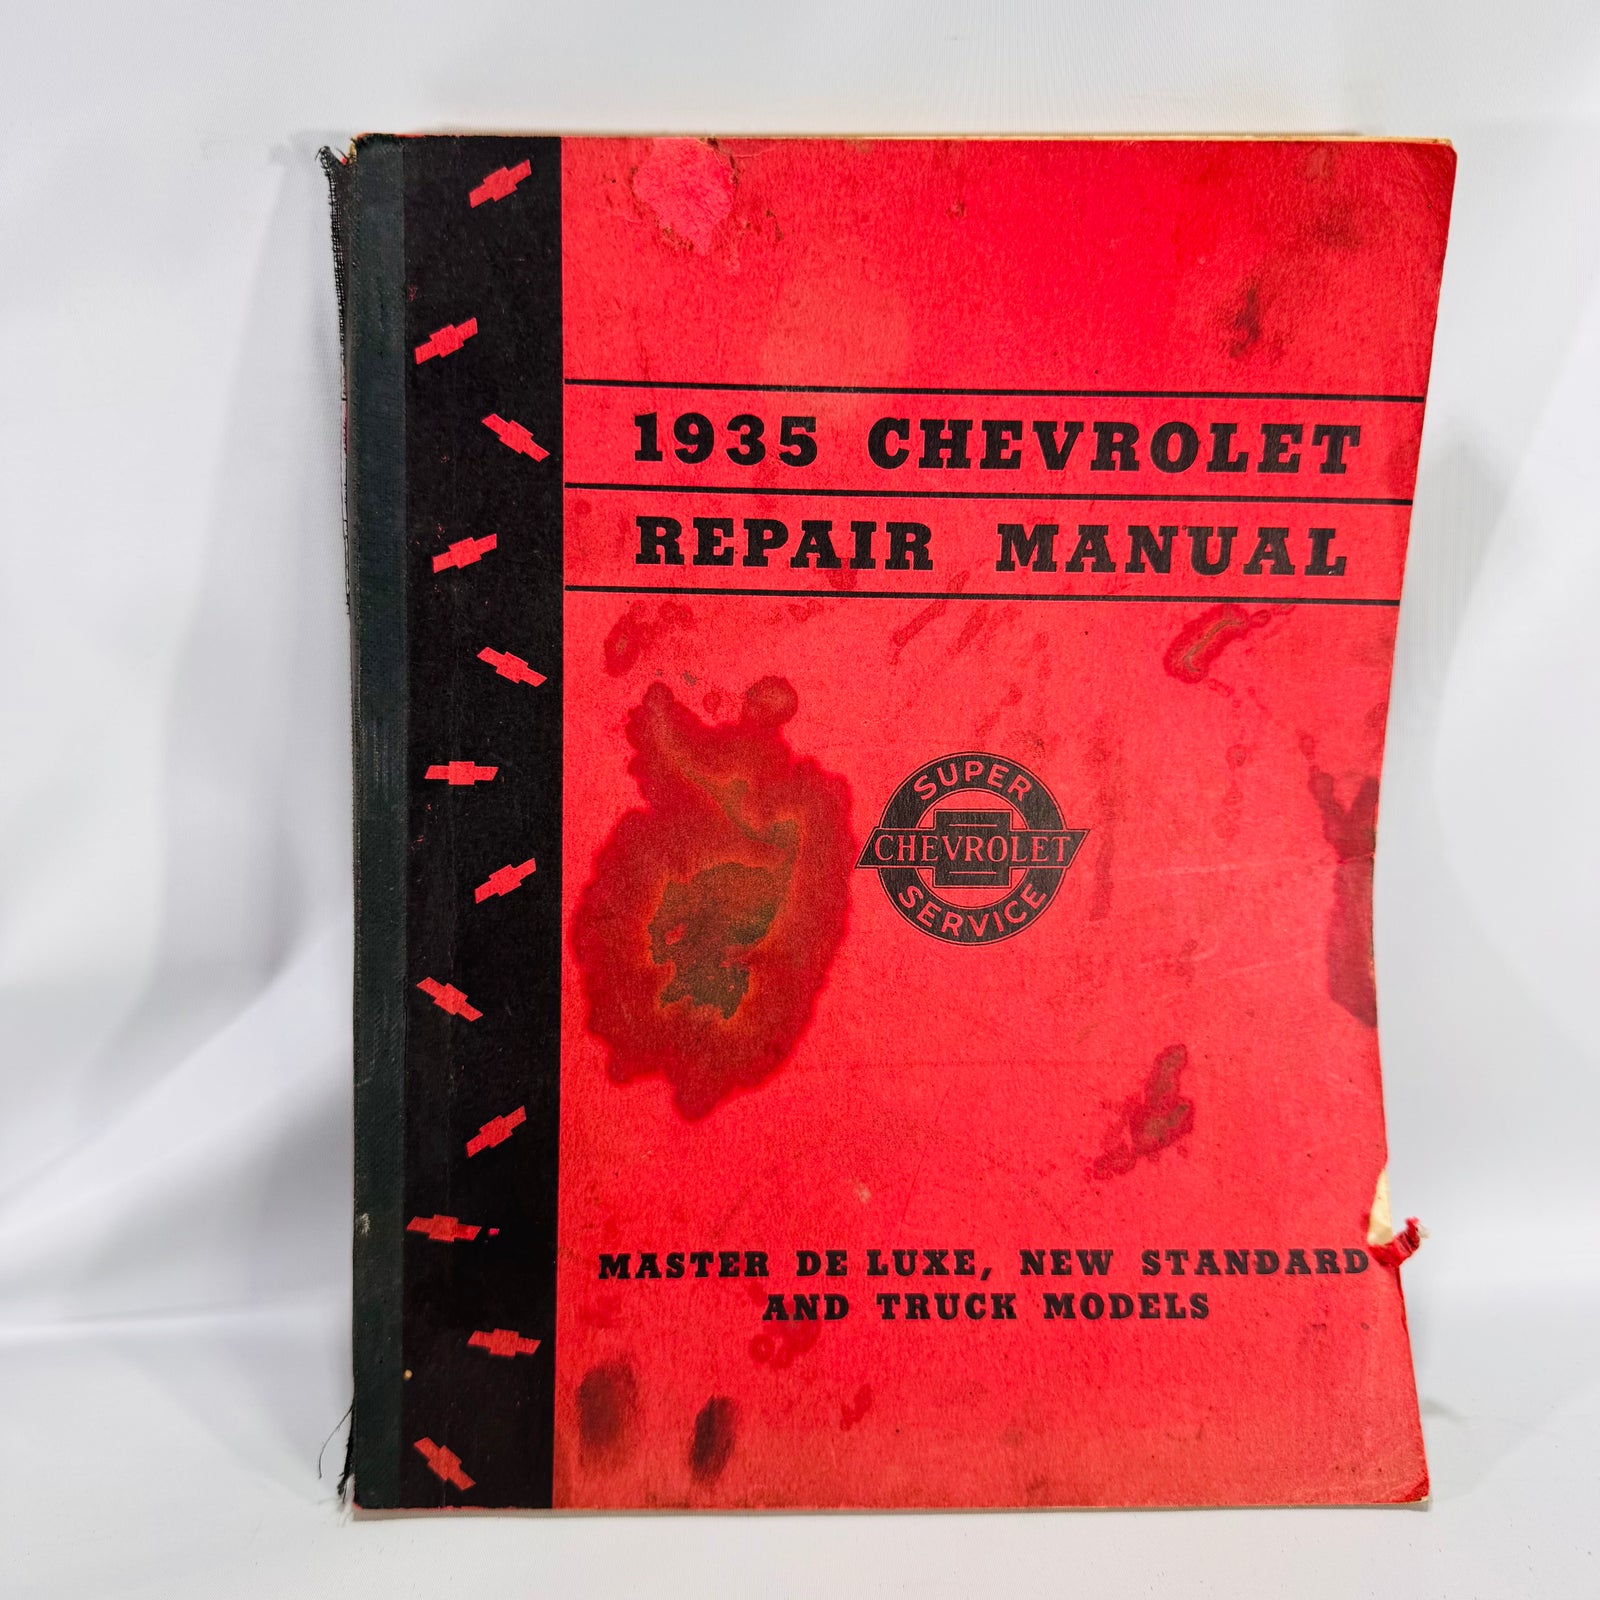 1935 CHEVROLET
REPAIR MANUAL
SUPER
CHEVROLET
SERVICE
MASTER DE LUXE, NEW STANDARD
AND TRUCK MODELS